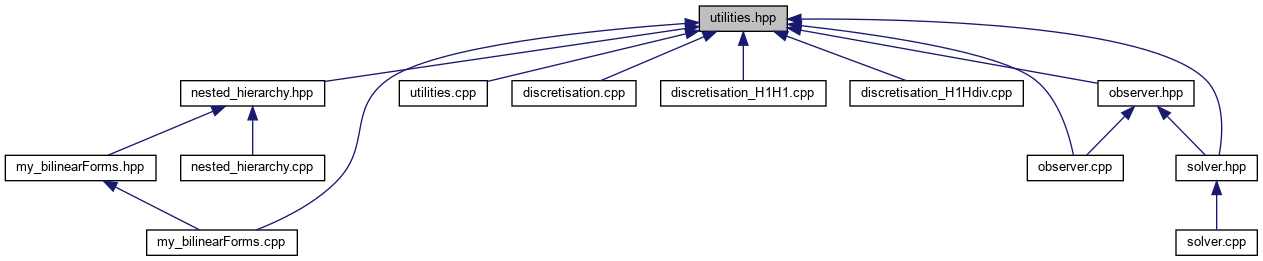 utilities.hpp
nested_hierarchy.hpp
utilities.cpp
discretisation.cpp
discretisation_H1H1.cpp
discretisation_H1Hdiv.cpp
observer.hpp
my_bilinearForms.hpp
nested_hierarchy.cpp
observer.cpp
solver.hpp
my_bilinearForms.cpp
solver.cpp